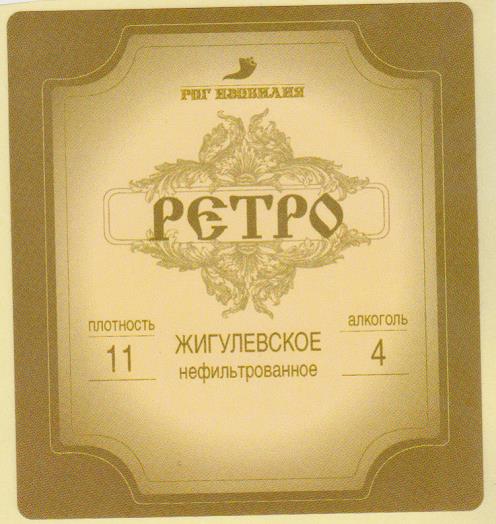 РОГ ИЗОБИЛИЯ
РЕТРО
плотность
11
ЖИГУЛЕВСКОЕ
нефильтрованное
алкоголь
4